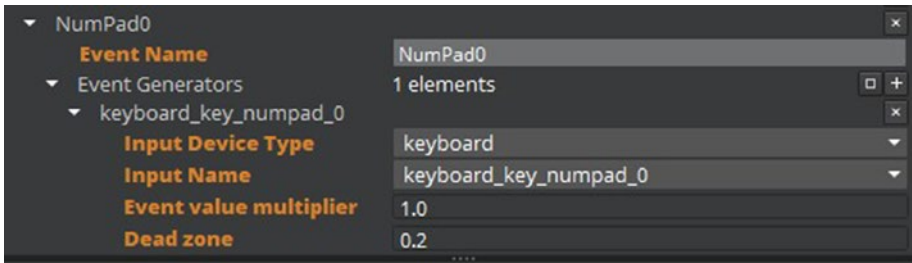 NumPad0
Event Name NumPad0
Event Generators 1 elements
keyboard_key_numpad_0
Input Device Type keyboard
Input Name keyboard_key_numpad_0
Event value multiplier 1.0
Dead zone 0.2